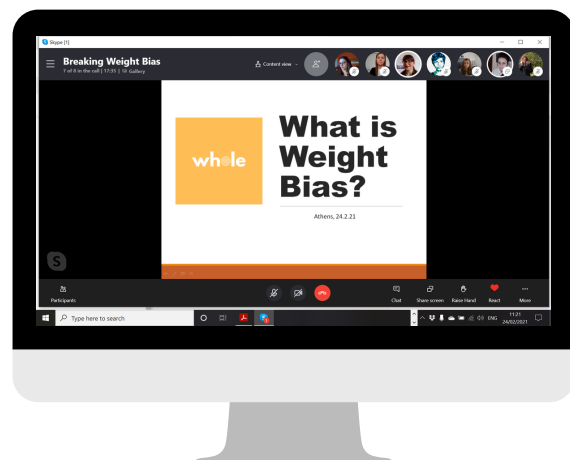 Skype [1]
Breaking Weight Bias
7 of 8 in the call | 17:35 | Gallery
Content view
whole
What is
Weight
Bias?
Athens, 24.2.21
S
Participants
Chat
Share screen
Raise Hand
React
More
Type here to search
ENG
11:21
24/02/2021